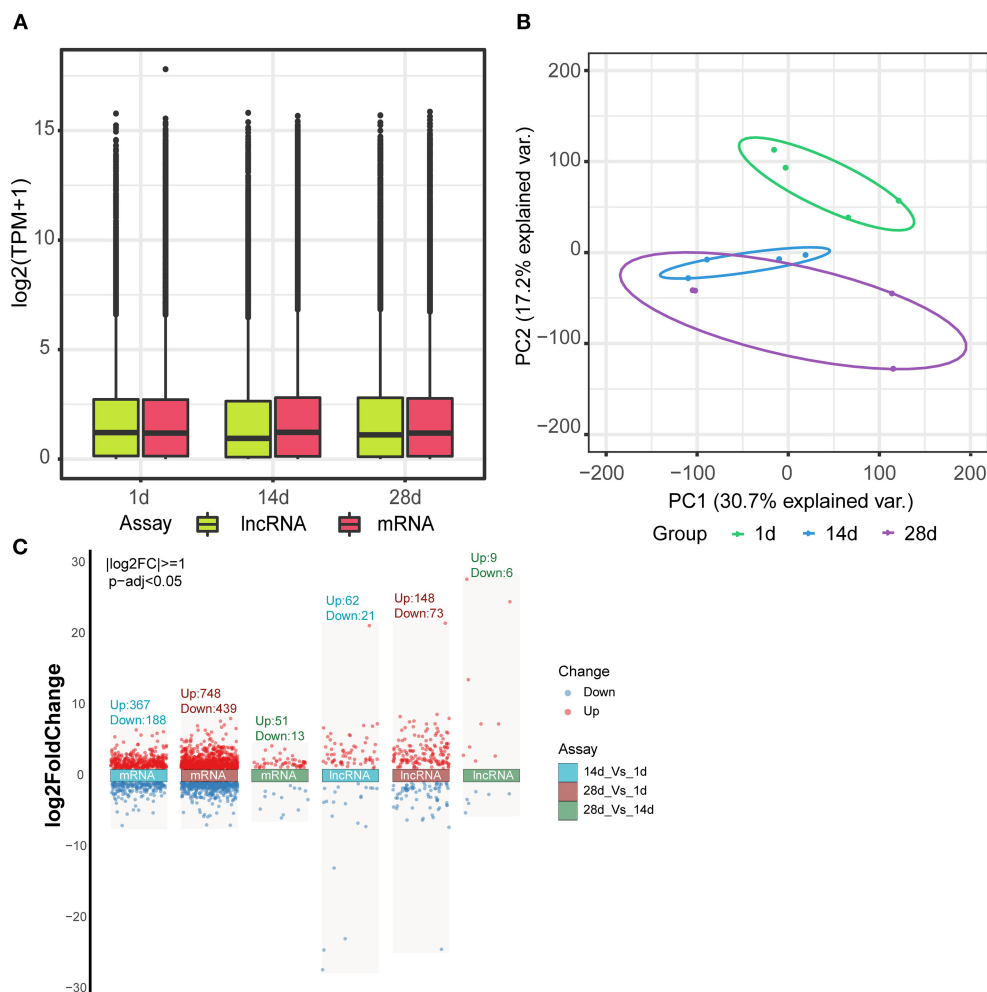 A
log2(TPM+1)
15
10
5
0
1d
14d
28d
Assay
lncRNA
mRNA
B
PC2 (17.2% explained var.)
200
100
0
−100
−200
−200
−100
0
100
200
PC1 (30.7% explained var.)
Group
1d
14d
28d
C
log2FoldChange
30
20
10
0
−10
−20
−30
|log2FC|>=1
p−adj<0.05
Up:367
Down:188
Up:748
Down:439
Up:51
Down:13
Up:62
Down:21
Up:148
Down:73
Up:9
Down:6
mRNA
mRNA
mRNA
lncRNA
lncRNA
lncRNA
Change
Down
Up
Assay
14d_Vs_1d
28d_Vs_1d
28d_Vs_14d